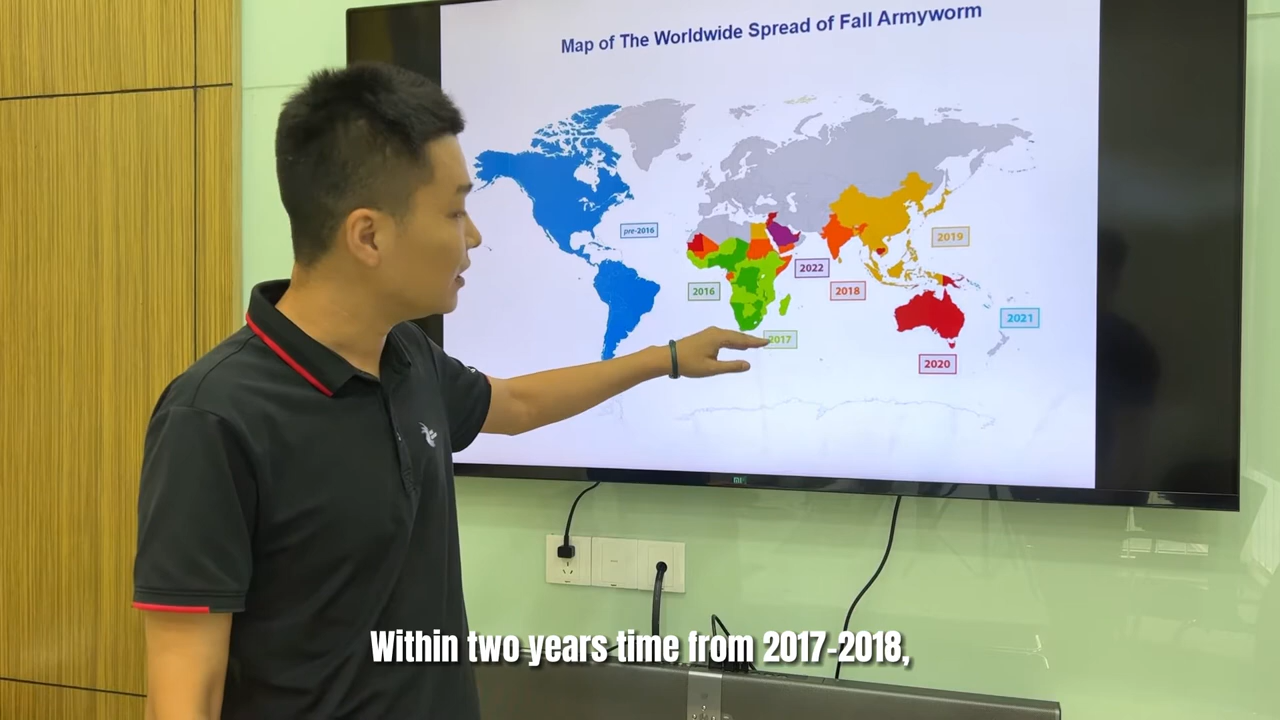 Map of The Worldwide Spread of Fall Armyworm
pre-2016
2019
2022
2016
2018
2021
2017
2020
MI
Within two years time from 2017-2018,